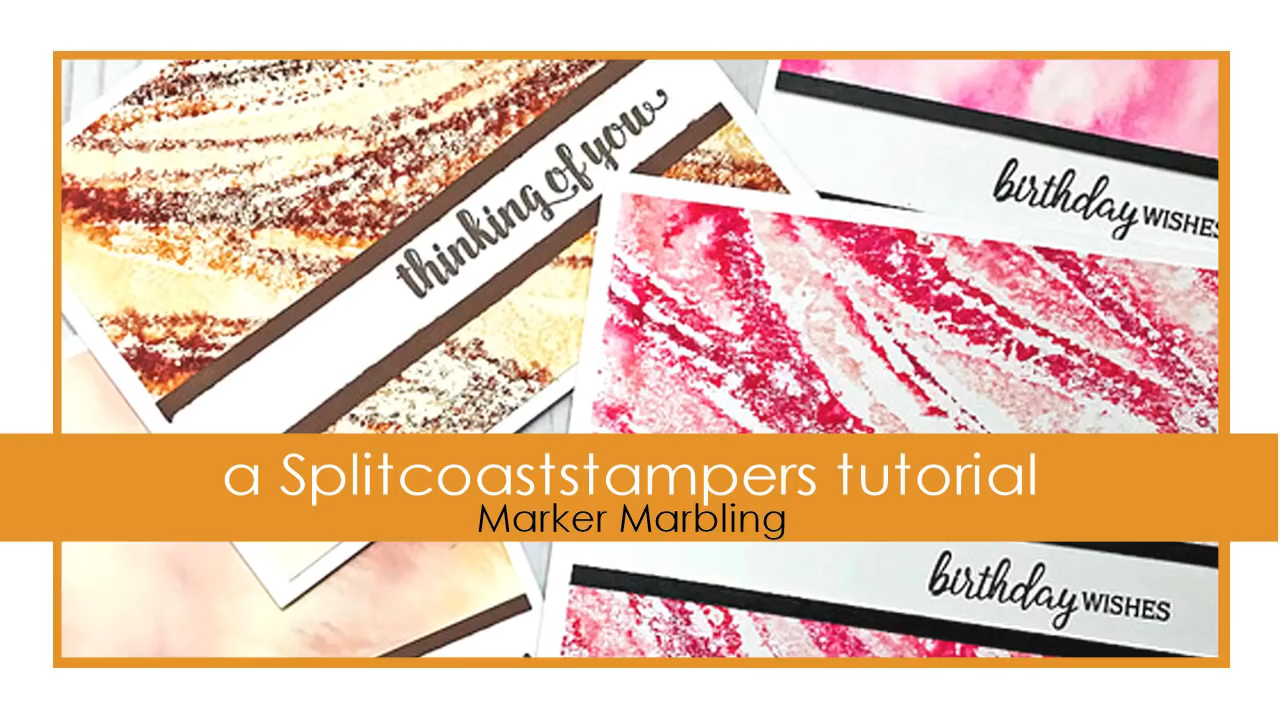 thinking of you
birthday WISHES
a Splitcoaststampers tutorial
Marker Marbling
birthday WISHES